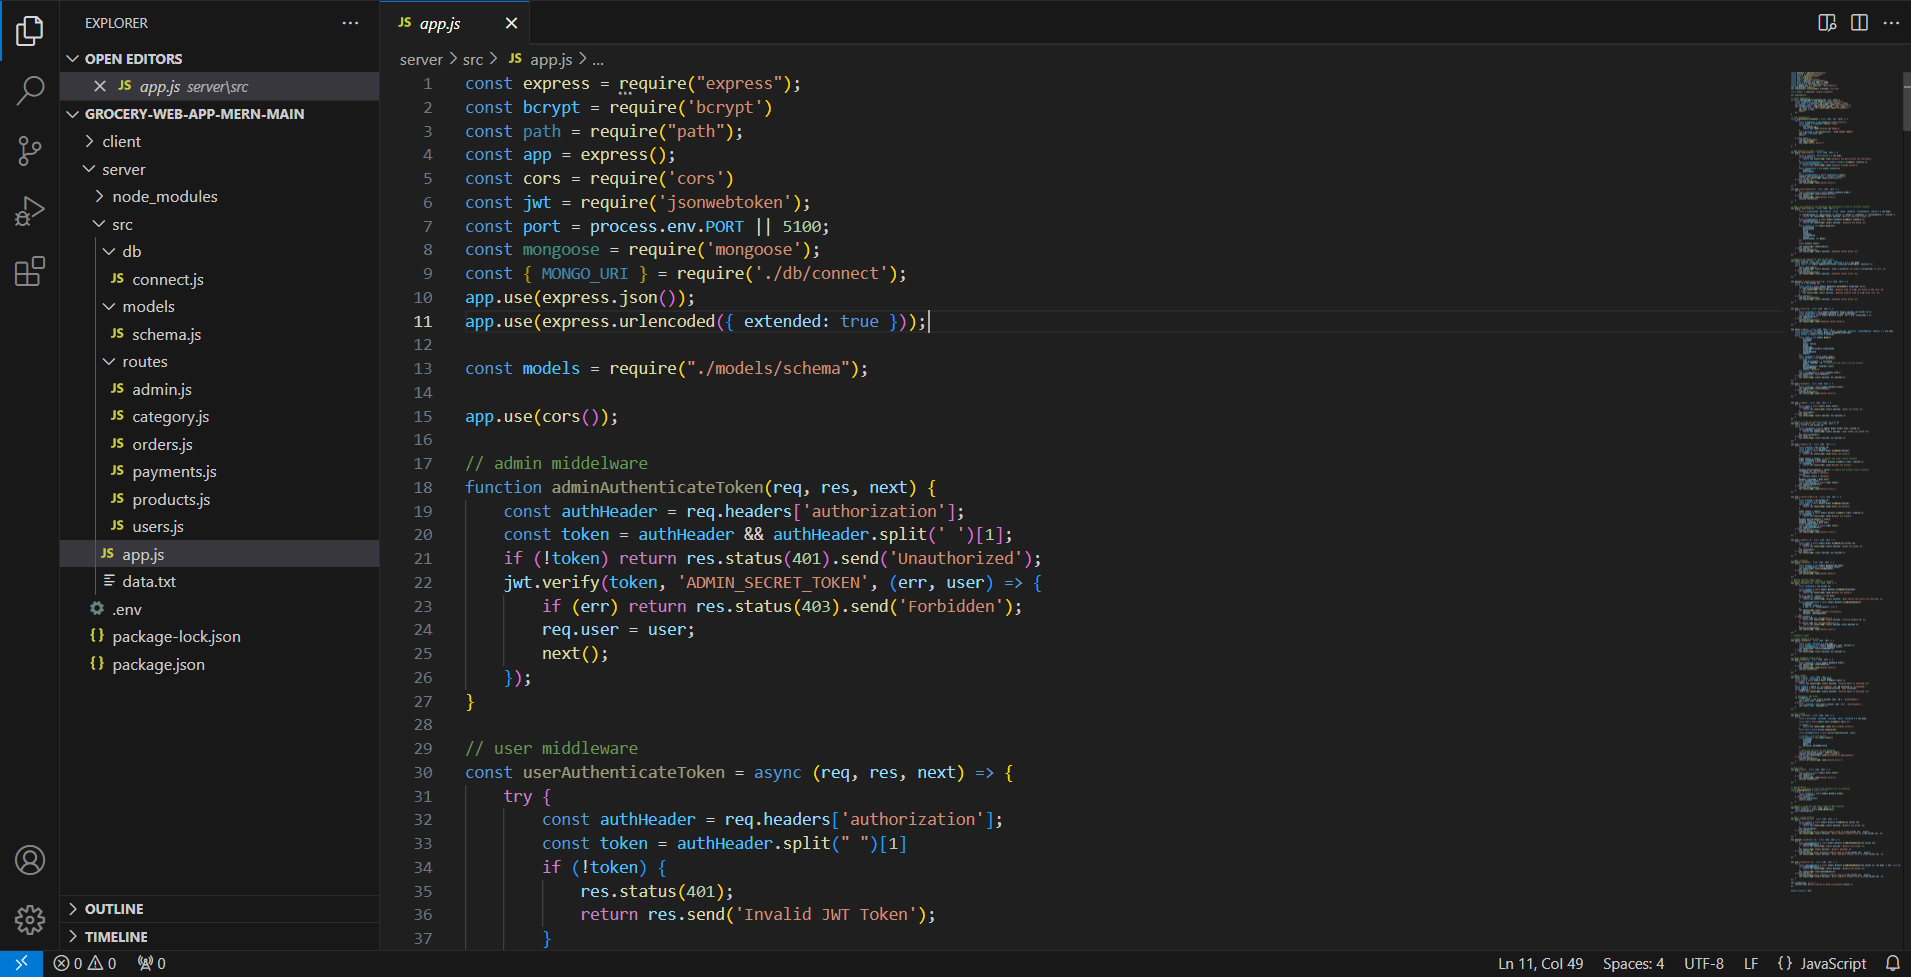 EXPLORER
OPEN EDITORS
JS app.js server\src
GROCERY-WEB-APP-MERN-MAIN
client
server
node_modules
src
db
JS connect.js
models
JS schema.js
routes
JS admin.js
JS category.js
JS orders.js
JS payments.js
JS products.js
JS users.js
JS app.js
data.txt
.env
{} package-lock.json
{} package.json
OUTLINE
TIMELINE
JS app.js
server > src > JS app.js > ...
1 const express = require("express");
2 const bcrypt = require('bcrypt')
3 const path = require("path");
4 const app = express();
5 const cors = require('cors')
6 const jwt = require('jsonwebtoken');
7 const port = process.env.PORT || 5100;
8 const mongoose = require('mongoose');
9 const { MONGO_URI } = require('./db/connect');
10 app.use(express.json());
11 app.use(express.urlencoded({ extended: true }));
12
13 const models = require("./models/schema");
14
15 app.use(cors());
16
17 // admin middelware
18 function adminAuthenticateToken(req, res, next) {
19 const authHeader = req.headers['authorization'];
20 const token = authHeader && authHeader.split(' ')[1];
21 if (!token) return res.status(401).send('Unauthorized');
22 jwt.verify(token, 'ADMIN_SECRET_TOKEN', (err, user) => {
23 if (err) return res.status(403).send('Forbidden');
24 req.user = user;
25 next();
26 });
27 }
28
29 // user middleware
30 const userAuthenticateToken = async (req, res, next) => {
31 try {
32 const authHeader = req.headers['authorization'];
33 const token = authHeader.split(" ")[1]
34 if (!token) {
35 res.status(401);
36 return res.send('Invalid JWT Token');
37 }
0 0 0
Ln 11, Col 49 Spaces: 4 UTF-8 LF {} JavaScript